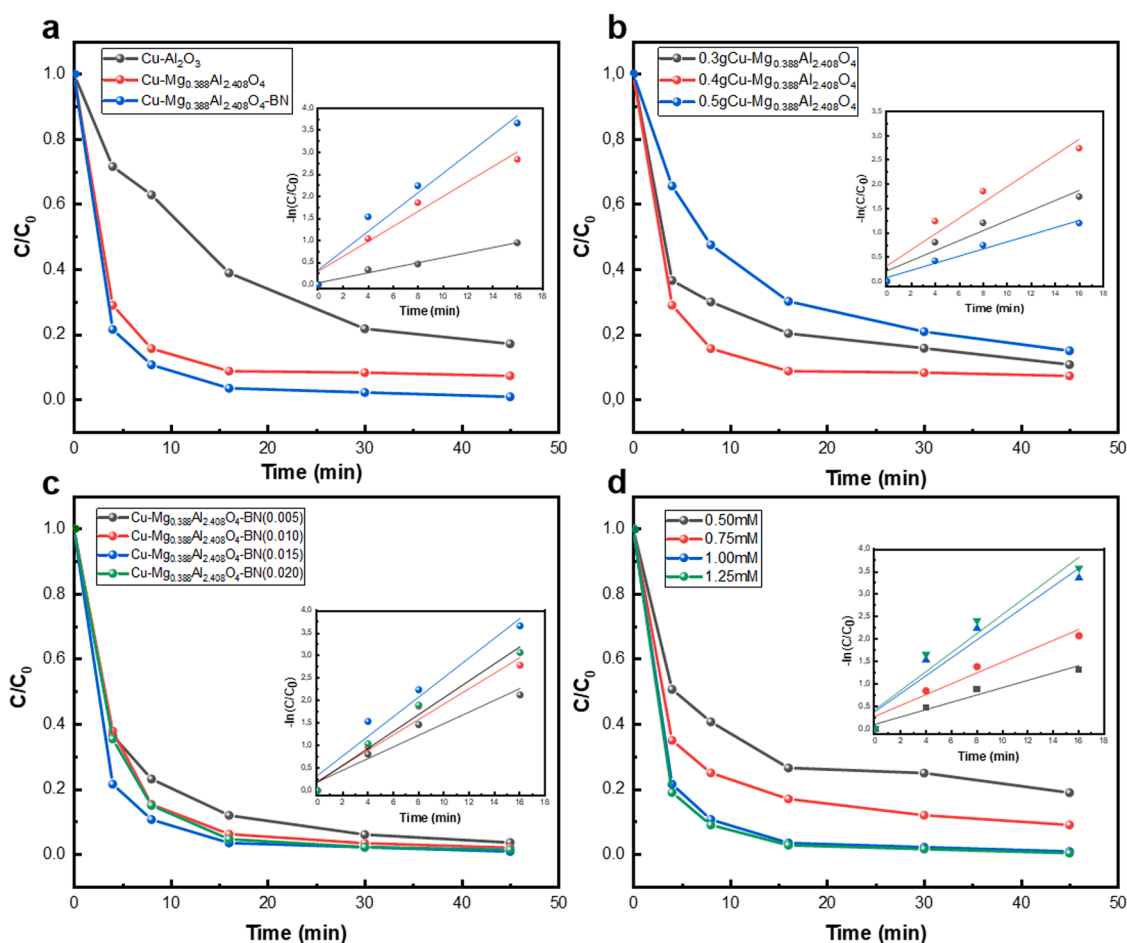 a
Cu-Al2O3
Cu-Mg0.388Al2.408O4
Cu-Mg0.388Al2.408O4-BN
1,0
0,8
0,6
0,4
0,2
0,0
C/C0
0 10 20 30 40 50
Time (min)
4,0
3,5
3,0
2,5
2,0
1,5
1,0
0,5
0,0
-ln(C/C0)
0 2 4 6 8 10 12 14 16 18
Time (min)
b
0.3gCu-Mg0.388Al2.408O4
0.4gCu-Mg0.388Al2.408O4
0.5gCu-Mg0.388Al2.408O4
1,0
0,8
0,6
0,4
0,2
0,0
C/C0
0 10 20 30 40 50
Time (min)
3,5
3,0
2,5
2,0
1,5
1,0
0,5
0,0
-ln(C/C0)
0 2 4 6 8 10 12 14 16 18
Time (min)
c
Cu-Mg0.388Al2.408O4-BN(0.005)
Cu-Mg0.388Al2.408O4-BN(0.010)
Cu-Mg0.388Al2.408O4-BN(0.015)
Cu-Mg0.388Al2.408O4-BN(0.020)
1,0
0,8
0,6
0,4
0,2
0,0
C/C0
0 10 20 30 40 50
Time (min)
4,0
3,5
3,0
2,5
2,0
1,5
1,0
0,5
0,0
-ln(C/C0)
0 2 4 6 8 10 12 14 16 18
Time (min)
d
0.50mM
0.75mM
1.00mM
1.25mM
1,0
0,8
0,6
0,4
0,2
0,0
C/C0
0 10 20 30 40 50
Time (min)
4,0
3,5
3,0
2,5
2,0
1,5
1,0
0,5
0,0
-ln(C/C0)
0 2 4 6 8 10 12 14 16 18
Time (min)